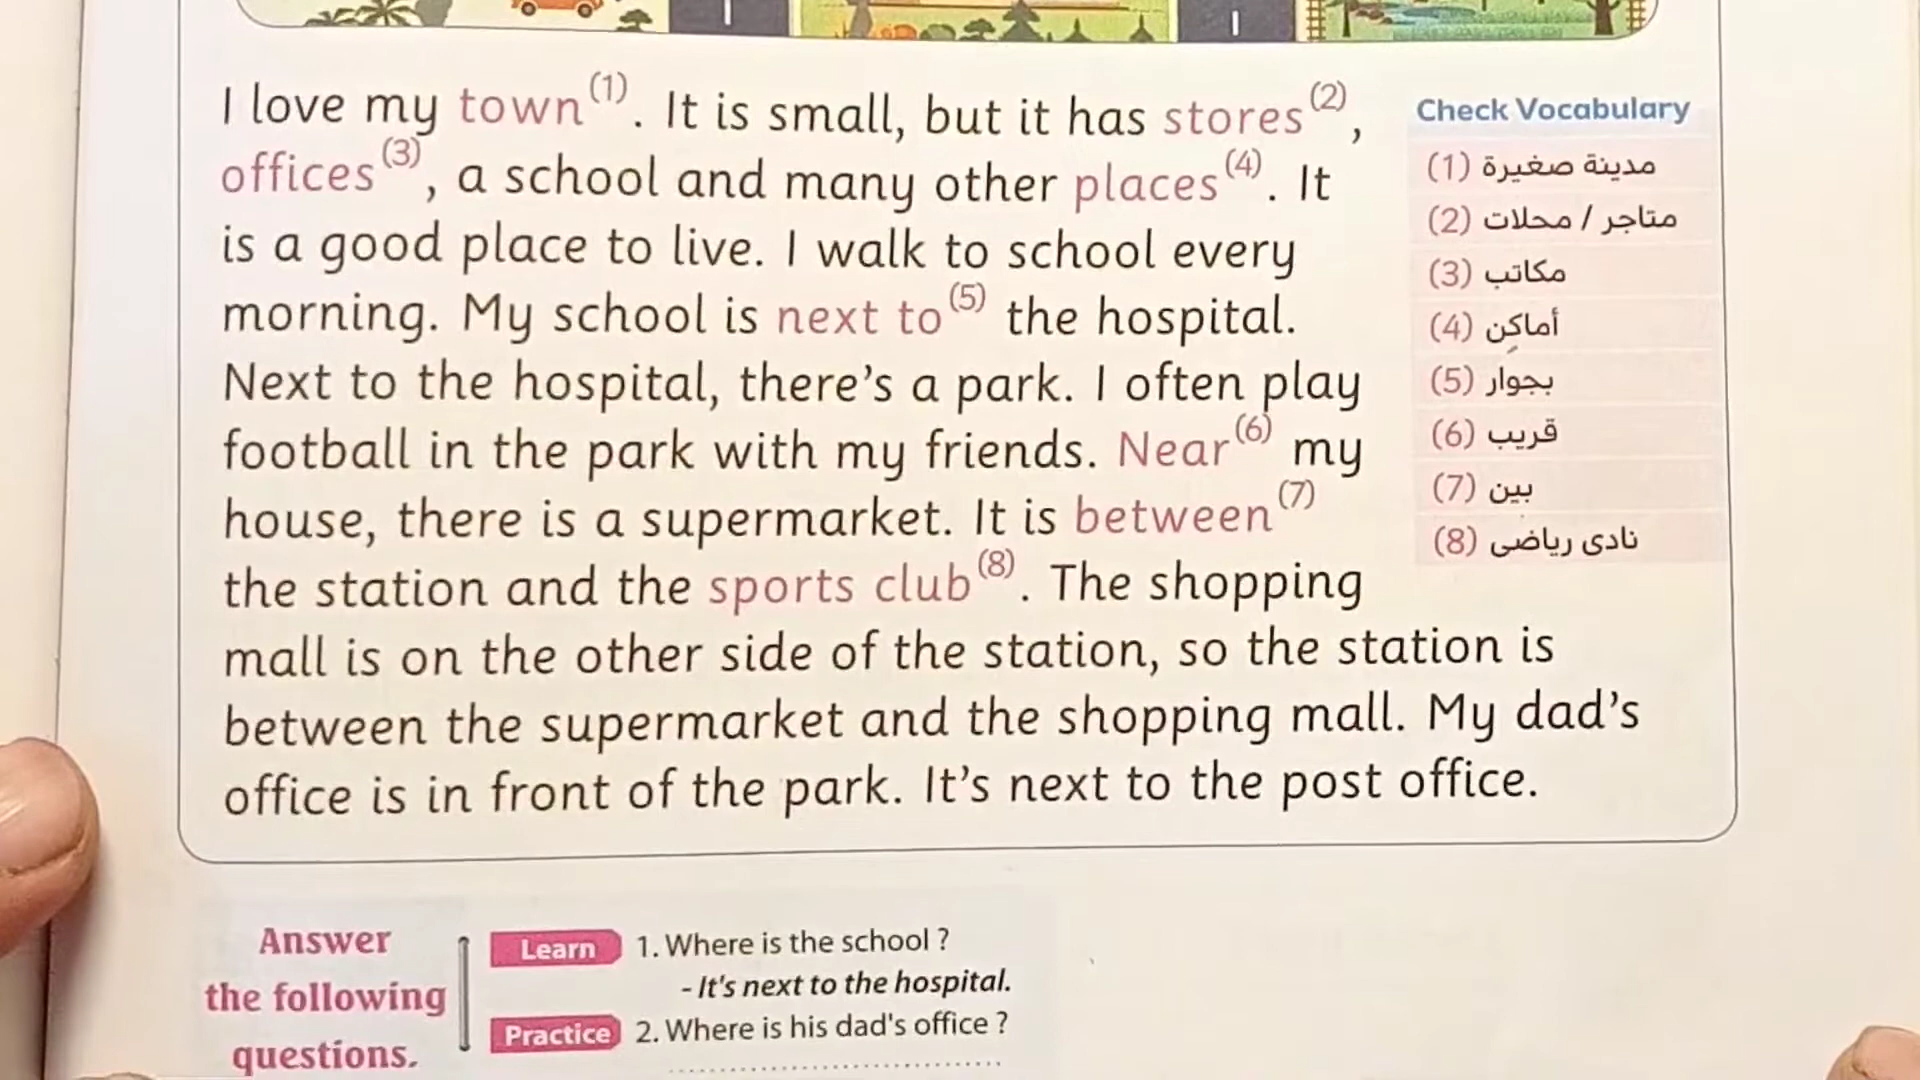 I love my town(1). It is small, but it has stores(2),
offices(3), a school and many other places(4). It
is a good place to live. I walk to school every
morning. My school is next to(5) the hospital.
Next to the hospital, there's a park. I often play
football in the park with my friends. Near(6) my
house, there is a supermarket. It is between(7)
the station and the sports club(8). The shopping
mall is on the other side of the station, so the station is
between the supermarket and the shopping mall. My dad's
office is in front of the park. It's next to the post office.
Check Vocabulary
(1) مدينة صغيرة
(2) متاجر / محلات
(3) مكاتب
(4) أماكِن
(5) بجوار
(6) قريب
(7) بين
(8) نادى رياضى
Answer
the following
questions.
Learn 1. Where is the school ?
- It's next to the hospital.
Practice 2. Where is his dad's office ?